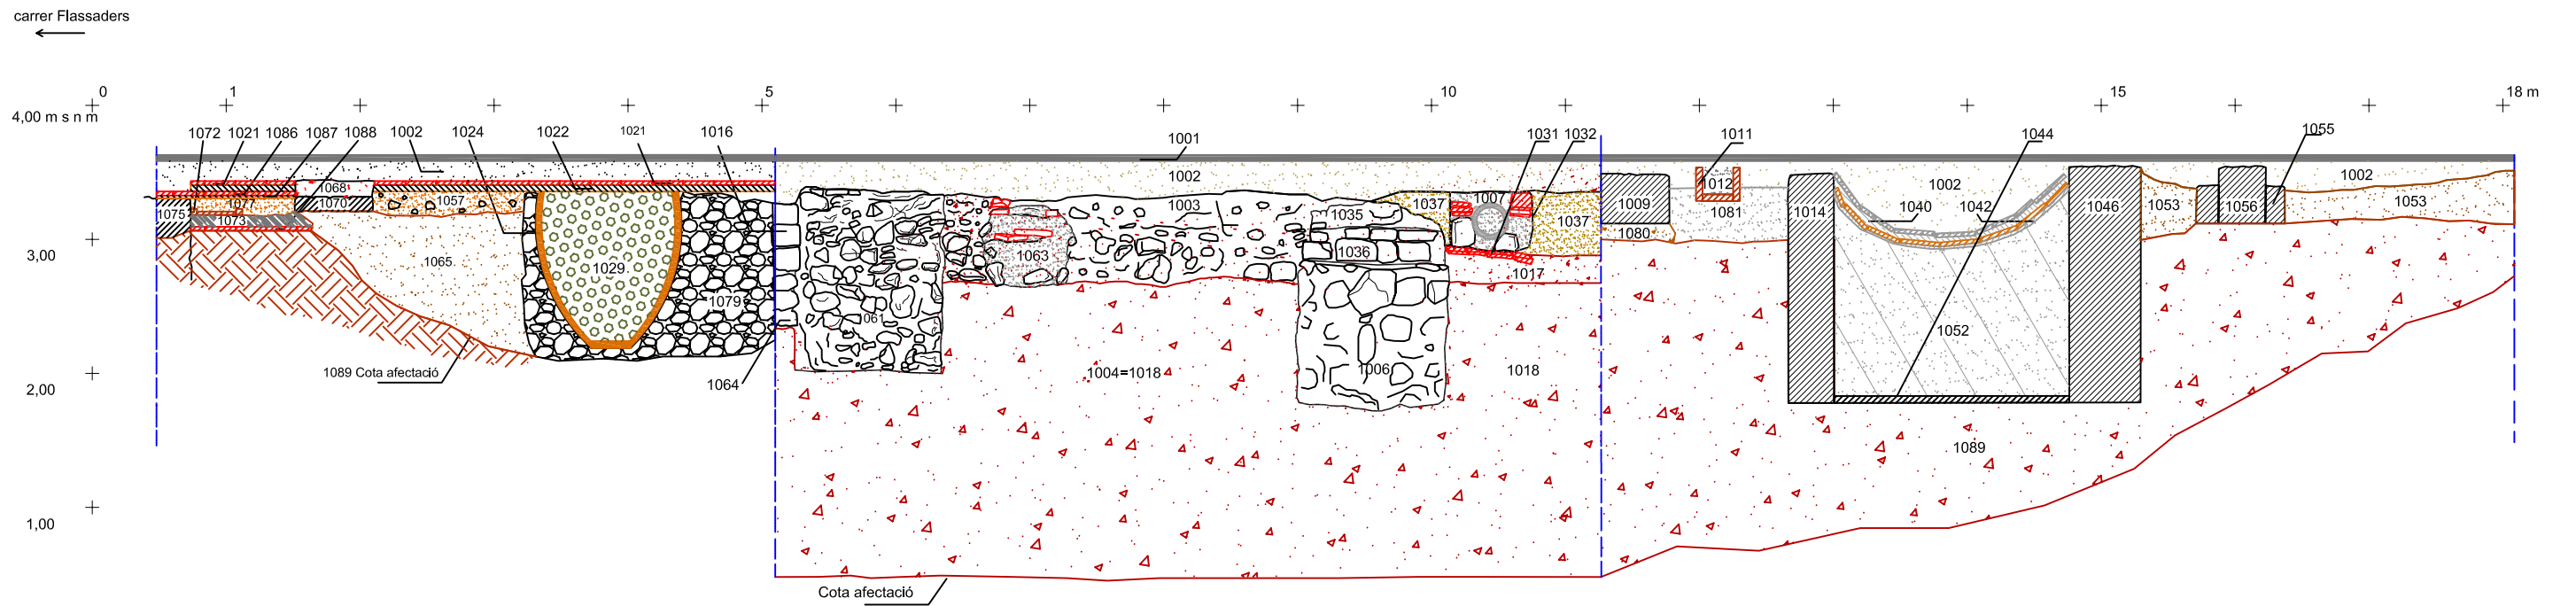 carrer Flassaders
0 1 5 10 15 18 m
4,00 m s n m
1072 1021 1086 1087 1088 1002 1024 1022 1021 1016 1001 1031 1032 1011 1044 1055
1068 1002 1002 1002
1077 1070 1057 1003 1037 1007 1009 1012 1040 1042 1046 1053 1056 1053
1075 1073 1035 1037 1081 1014
1080
3,00
1065 1029 1063 1036 1017
1079
061 1052
1089 Cota afectació 1064 1004=1018 1006 1018
2,00
1089
1,00
Cota afectació